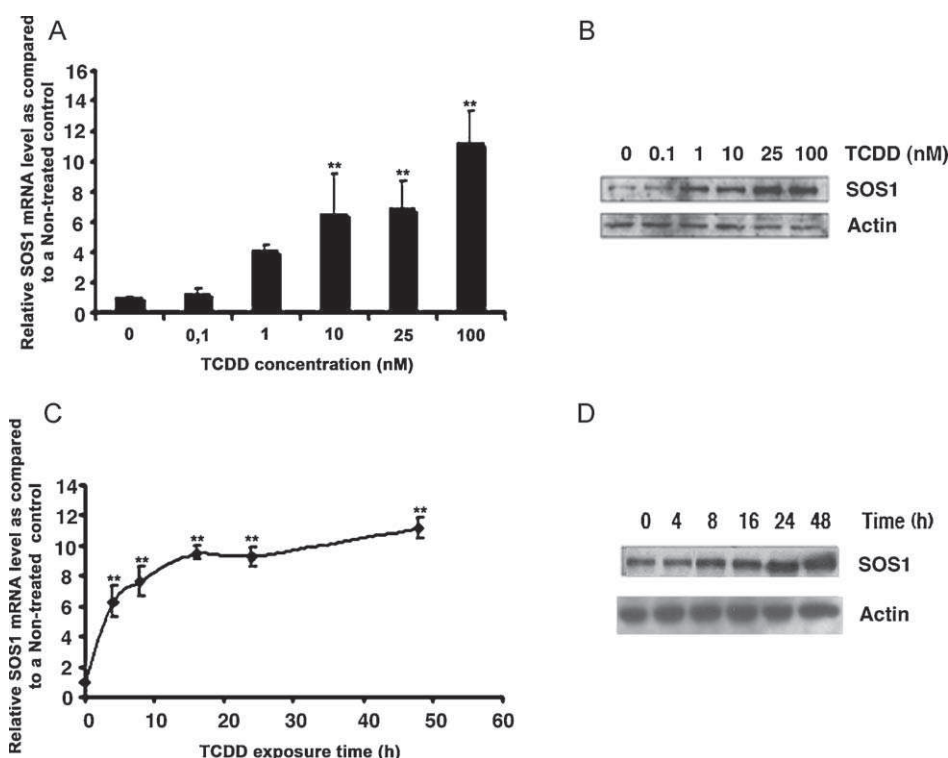 A
Relative SOS1 mRNA level as compared
to a Non-treated control
16
14
12
10
8
6
4
2
0
** ** **
0 0,1 1 10 25 100
TCDD concentration (nM)
B
0 0.1 1 10 25 100 TCDD (nM)
SOS1
Actin
C
Relative SOS1 mRNA level as compared
to a Non-treated control
14
12
10
8
6
4
2
0
** ** ** ** **
0 10 20 30 40 50 60
TCDD exposure time (h)
D
0 4 8 16 24 48 Time (h)
SOS1
Actin